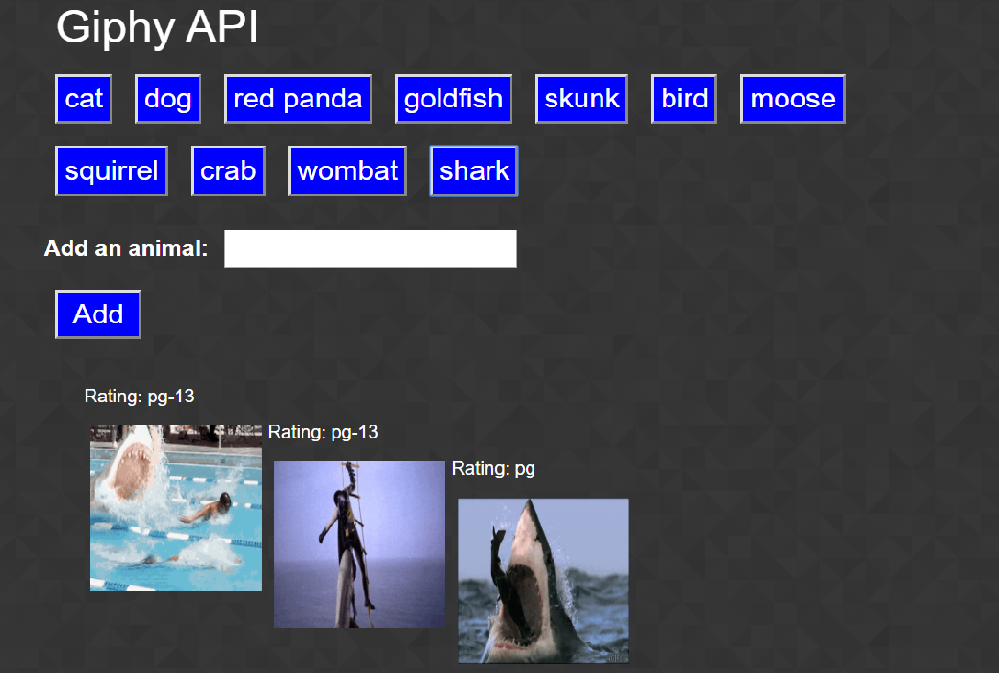 Giphy API
cat dog red panda goldfish skunk bird moose
squirrel crab wombat shark
Add an animal:
Add
Rating: pg-13
Rating: pg-13
Rating: pg